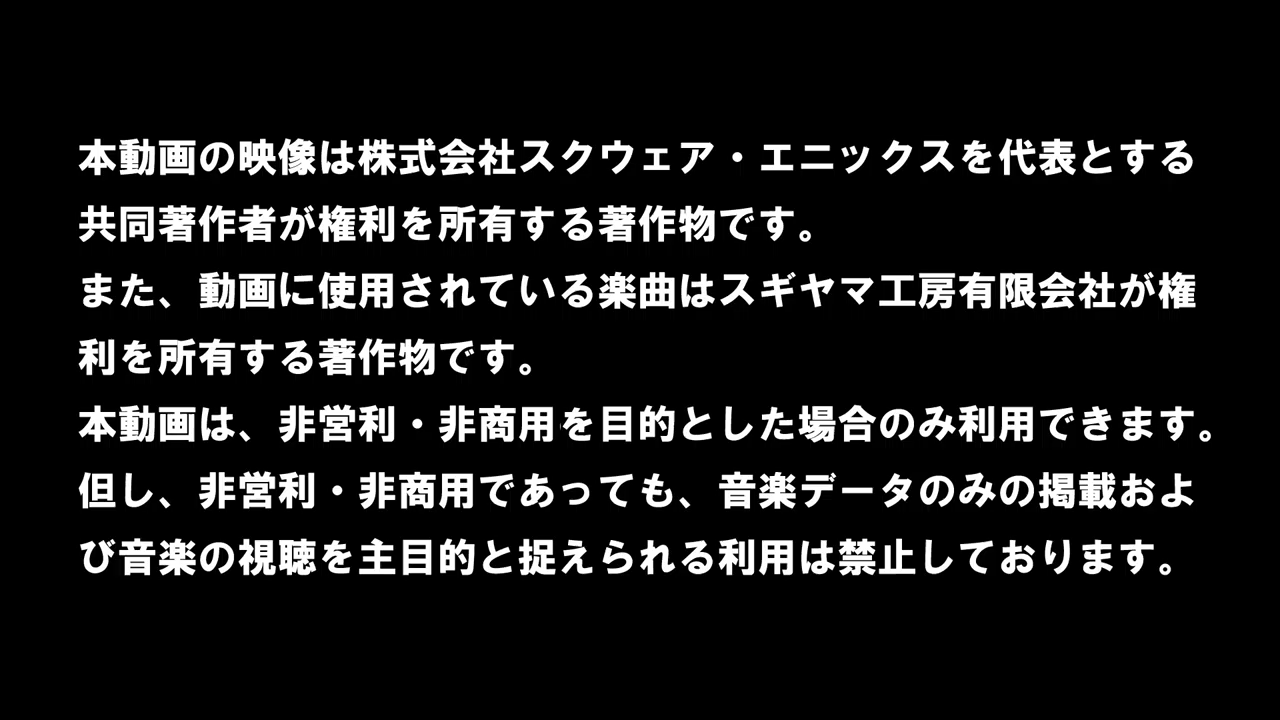 本動画の映像は株式会社スクウェア・エニックスを代表とする
共同著作者が権利を所有する著作物です。
また、動画に使用されている楽曲はスギヤマ工房有限会社が権
利を所有する著作物です。
本動画は、非営利・非商用を目的とした場合のみ利用できます。
但し、非営利・非商用であっても、音楽データのみの掲載およ
び音楽の視聴を主目的と捉えられる利用は禁止しております。